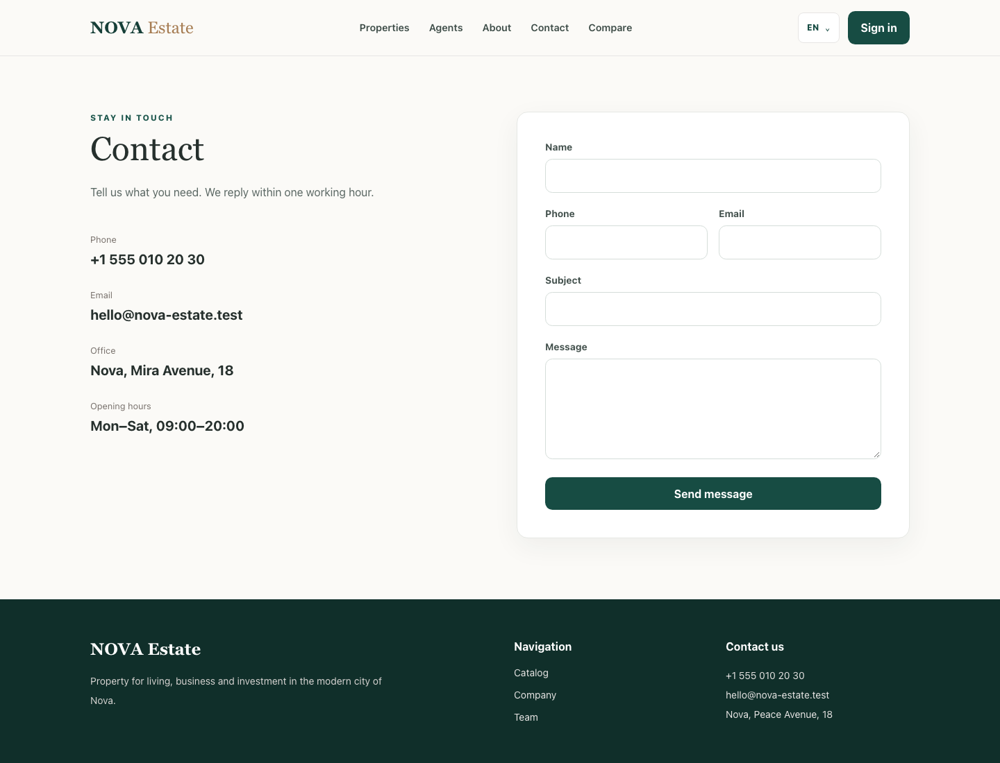 NOVA Estate
Properties
Agents
About
Contact
Compare
EN
Sign in
STAY IN TOUCH
Contact
Tell us what you need. We reply within one working hour.
Phone
+1 555 010 20 30
Email
hello@nova-estate.test
Office
Nova, Mira Avenue, 18
Opening hours
Mon–Sat, 09:00–20:00
Name
Phone
Email
Subject
Message
Send message
NOVA Estate
Property for living, business and investment in the modern city of
Nova.
Navigation
Catalog
Company
Team
Contact us
+1 555 010 20 30
hello@nova-estate.test
Nova, Peace Avenue, 18